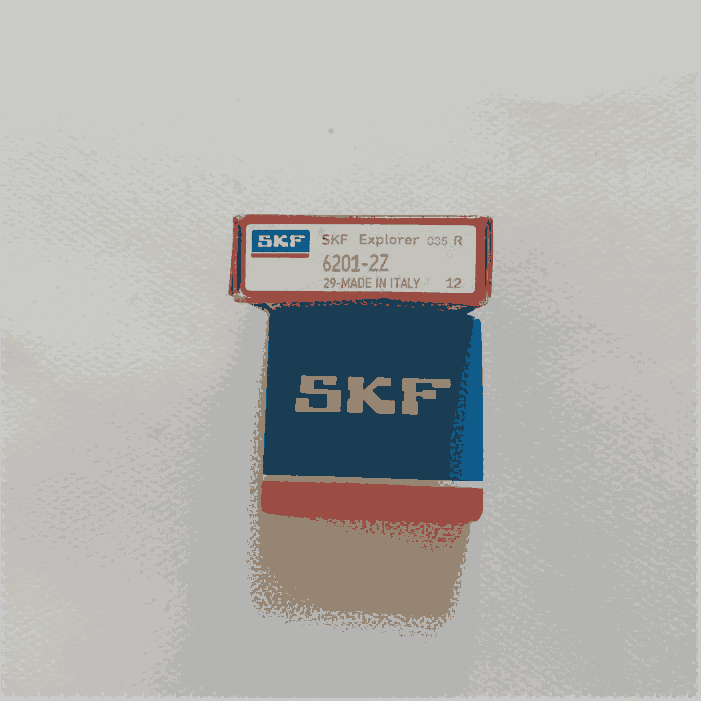 SKF SKF Explorer 035 R
6201-2Z
29-MADE IN ITALY 12
SKF